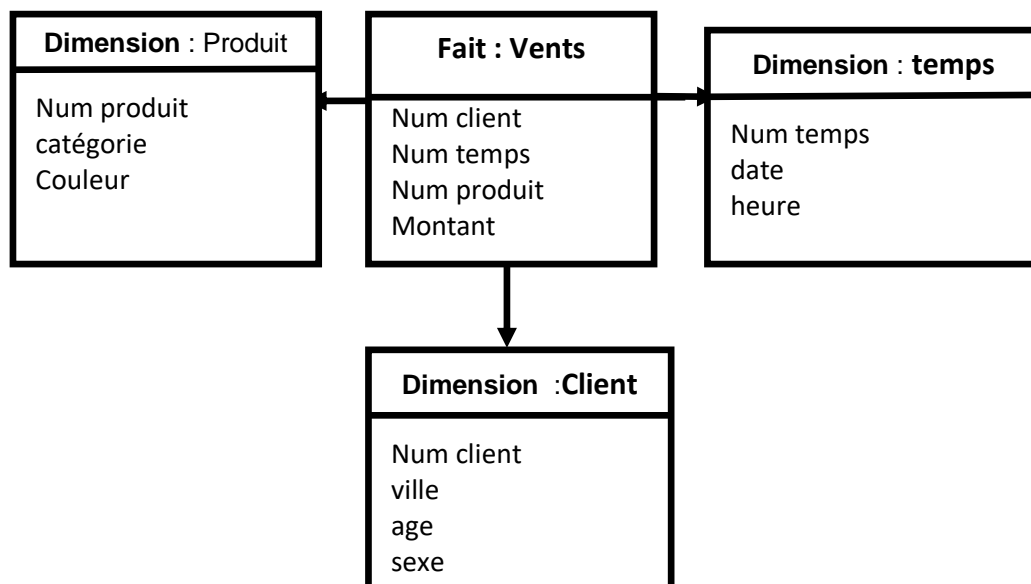 Dimension : Produit
Num produit
catégorie
Couleur
Fait : Vents
Num client
Num temps
Num produit
Montant
Dimension : temps
Num temps
date
heure
Dimension :Client
Num client
ville
age
sexe